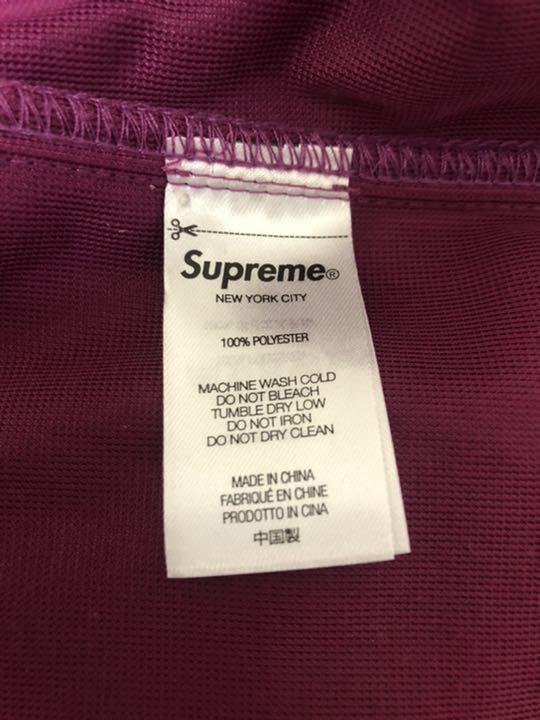 Supreme®
NEW YORK CITY
100% POLYESTER
MACHINE WASH COLD
DO NOT BLEACH
TUMBLE DRY LOW
DO NOT IRON
DO NOT DRY CLEAN
MADE IN CHINA
FABRIQUÉ EN CHINE
PRODOTTO IN CINA
中国製